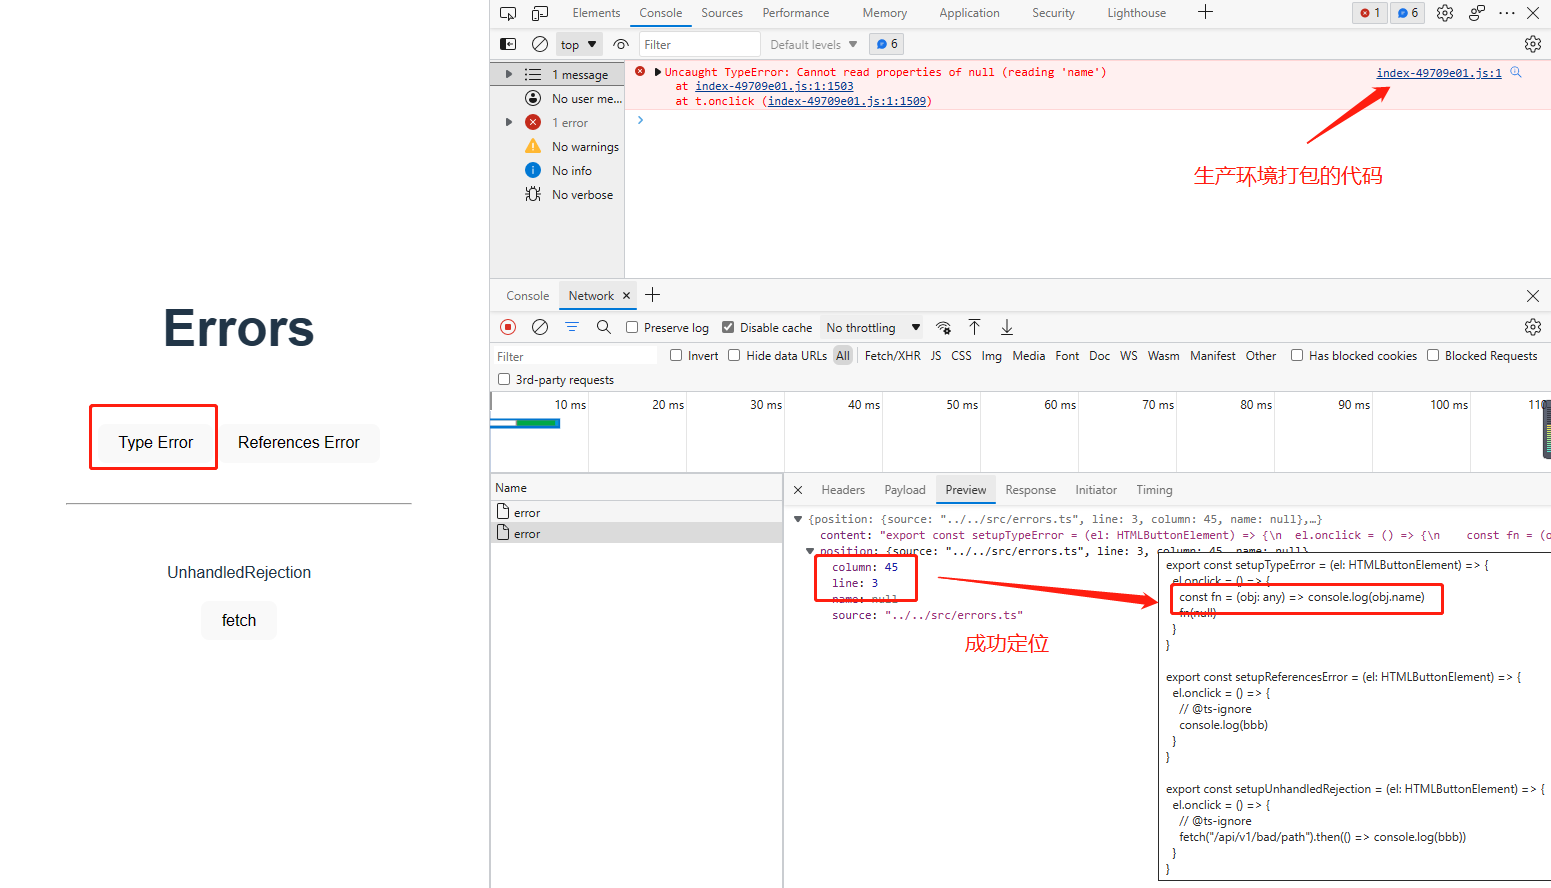 Errors
Type Error
References Error
UnhandledRejection
fetch
Elements Console Sources Performance Memory Application Security Lighthouse
1
6
top
Filter
Default levels
6
1 message
No user me...
1 error
No warnings
No info
No verbose
Uncaught TypeError: Cannot read properties of null (reading 'name')
index-49709e01.js:1
at index-49709e01.js:1:1503
at t.onclick (index-49709e01.js:1:1509)
生产环境打包的代码
Console Network
Preserve log Disable cache No throttling
Filter
Invert Hide data URLs All Fetch/XHR JS CSS Img Media Font Doc WS Wasm Manifest Other Has blocked cookies Blocked Requests
3rd-party requests
10 ms 20 ms 30 ms 40 ms 50 ms 60 ms 70 ms 80 ms 90 ms 100 ms 110
Name
error
error
Headers Payload Preview Response Initiator Timing
{position: {source: "../../src/errors.ts", line: 3, column: 45, name: null},…}
content: "export const setupTypeError = (el: HTMLButtonElement) => {\n  el.onclick = () => {\n    const fn = (o
position: {source: "../../src/errors.ts", line: 3, column: 45, name: null}
column: 45
line: 3
name: null
source: "../../src/errors.ts"
成功定位
export const setupTypeError = (el: HTMLButtonElement) => {
el.onclick = () => {
const fn = (obj: any) => console.log(obj.name)
fn(null)
}
}
export const setupReferencesError = (el: HTMLButtonElement) => {
el.onclick = () => {
// @ts-ignore
console.log(bbb)
}
}
export const setupUnhandledRejection = (el: HTMLButtonElement) => {
el.onclick = () => {
// @ts-ignore
fetch("/api/v1/bad/path").then(() => console.log(bbb))
}
}